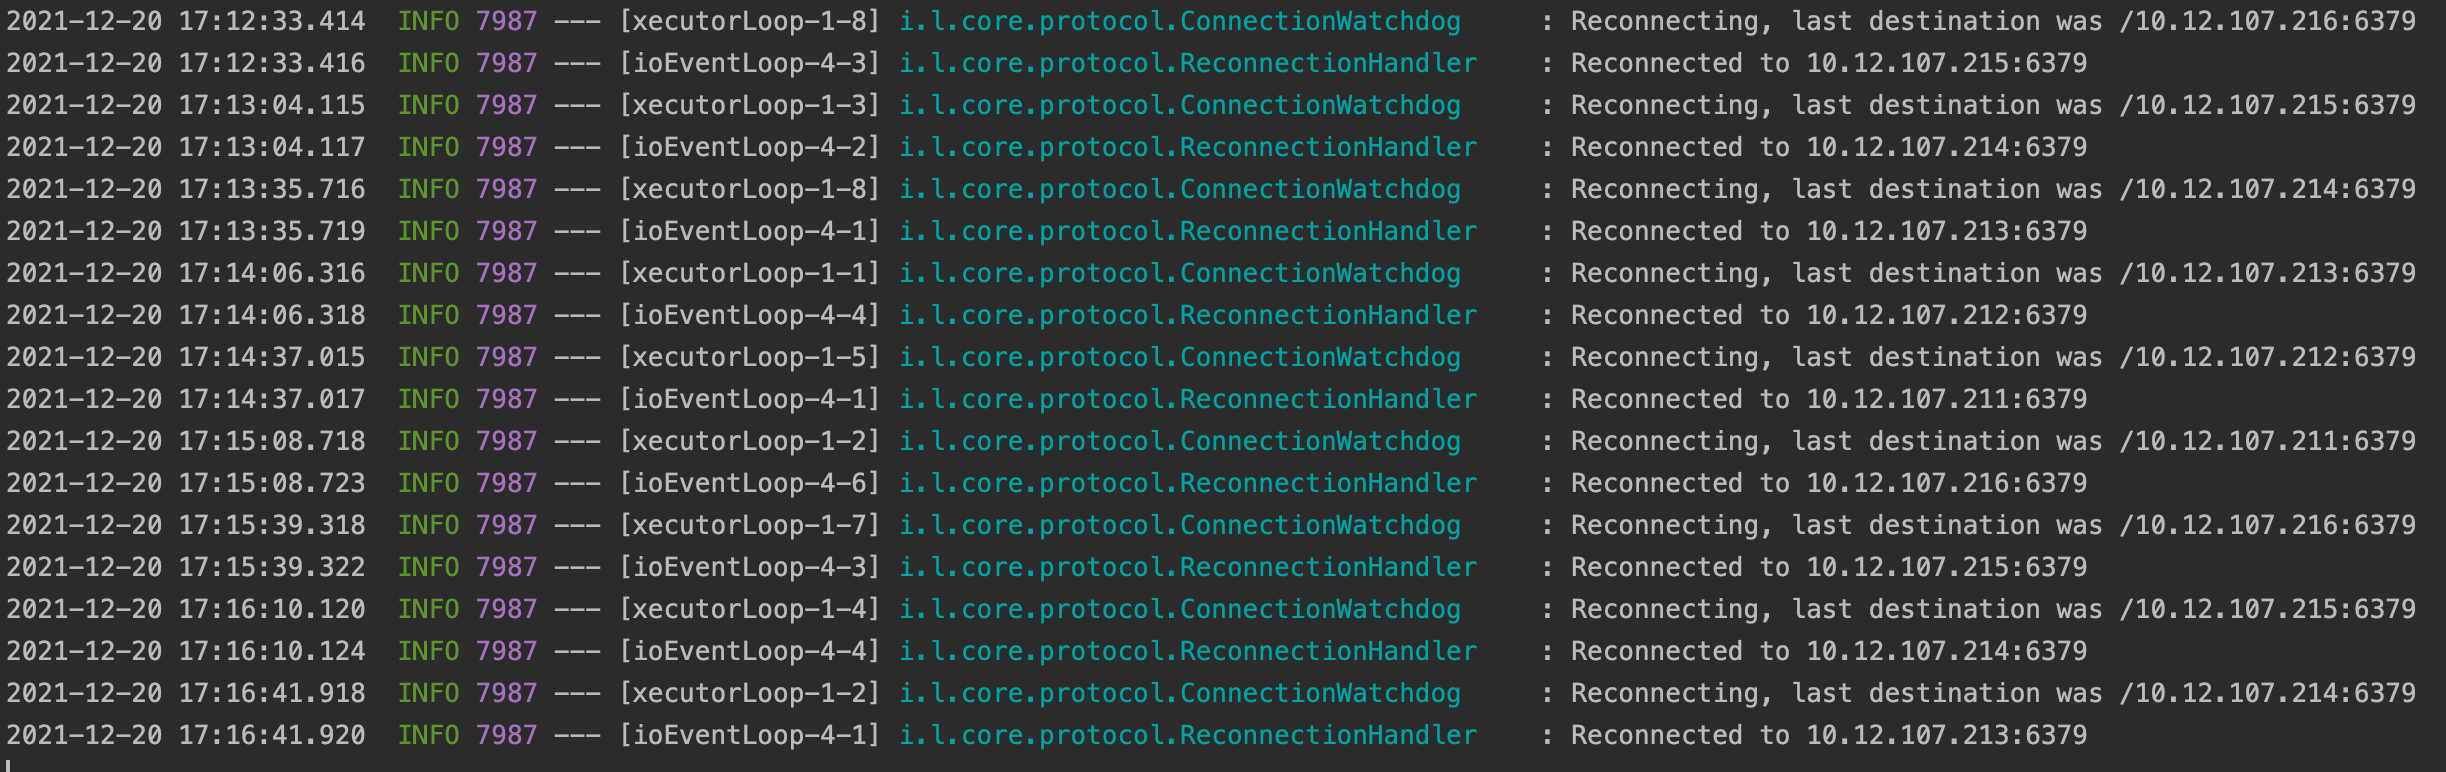 2021-12-20 17:12:33.414  INFO 7987 --- [xecutorLoop-1-8] i.l.core.protocol.ConnectionWatchdog     : Reconnecting, last destination was /10.12.107.216:6379
2021-12-20 17:12:33.416  INFO 7987 --- [ioEventLoop-4-3] i.l.core.protocol.ReconnectionHandler    : Reconnected to 10.12.107.215:6379
2021-12-20 17:13:04.115  INFO 7987 --- [xecutorLoop-1-3] i.l.core.protocol.ConnectionWatchdog     : Reconnecting, last destination was /10.12.107.215:6379
2021-12-20 17:13:04.117  INFO 7987 --- [ioEventLoop-4-2] i.l.core.protocol.ReconnectionHandler    : Reconnected to 10.12.107.214:6379
2021-12-20 17:13:35.716  INFO 7987 --- [xecutorLoop-1-8] i.l.core.protocol.ConnectionWatchdog     : Reconnecting, last destination was /10.12.107.214:6379
2021-12-20 17:13:35.719  INFO 7987 --- [ioEventLoop-4-1] i.l.core.protocol.ReconnectionHandler    : Reconnected to 10.12.107.213:6379
2021-12-20 17:14:06.316  INFO 7987 --- [xecutorLoop-1-1] i.l.core.protocol.ConnectionWatchdog     : Reconnecting, last destination was /10.12.107.213:6379
2021-12-20 17:14:06.318  INFO 7987 --- [ioEventLoop-4-4] i.l.core.protocol.ReconnectionHandler    : Reconnected to 10.12.107.212:6379
2021-12-20 17:14:37.015  INFO 7987 --- [xecutorLoop-1-5] i.l.core.protocol.ConnectionWatchdog     : Reconnecting, last destination was /10.12.107.212:6379
2021-12-20 17:14:37.017  INFO 7987 --- [ioEventLoop-4-1] i.l.core.protocol.ReconnectionHandler    : Reconnected to 10.12.107.211:6379
2021-12-20 17:15:08.718  INFO 7987 --- [xecutorLoop-1-2] i.l.core.protocol.ConnectionWatchdog     : Reconnecting, last destination was /10.12.107.211:6379
2021-12-20 17:15:08.723  INFO 7987 --- [ioEventLoop-4-6] i.l.core.protocol.ReconnectionHandler    : Reconnected to 10.12.107.216:6379
2021-12-20 17:15:39.318  INFO 7987 --- [xecutorLoop-1-7] i.l.core.protocol.ConnectionWatchdog     : Reconnecting, last destination was /10.12.107.216:6379
2021-12-20 17:15:39.322  INFO 7987 --- [ioEventLoop-4-3] i.l.core.protocol.ReconnectionHandler    : Reconnected to 10.12.107.215:6379
2021-12-20 17:16:10.120  INFO 7987 --- [xecutorLoop-1-4] i.l.core.protocol.ConnectionWatchdog     : Reconnecting, last destination was /10.12.107.215:6379
2021-12-20 17:16:10.124  INFO 7987 --- [ioEventLoop-4-4] i.l.core.protocol.ReconnectionHandler    : Reconnected to 10.12.107.214:6379
2021-12-20 17:16:41.918  INFO 7987 --- [xecutorLoop-1-2] i.l.core.protocol.ConnectionWatchdog     : Reconnecting, last destination was /10.12.107.214:6379
2021-12-20 17:16:41.920  INFO 7987 --- [ioEventLoop-4-1] i.l.core.protocol.ReconnectionHandler    : Reconnected to 10.12.107.213:6379